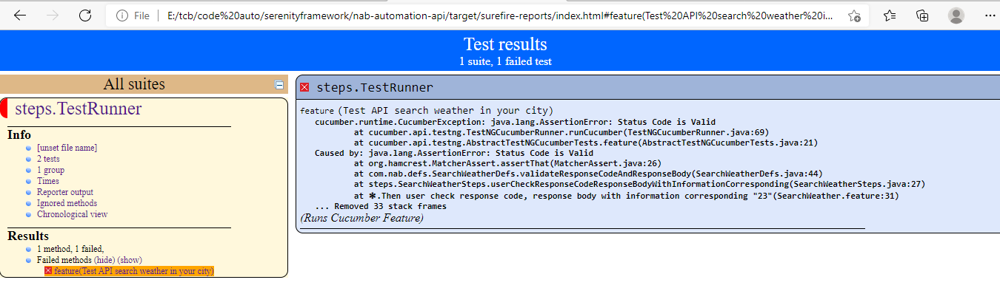 E:/tcb/code%20auto/serenityframework/nab-automation-api/target/surefire-reports/index.html#feature(Test%20API%20search%20weather%20i...
Test results
1 suite, 1 failed test
All suites
steps.TestRunner
Info
[unset file name]
2 tests
1 group
Times
Reporter output
Ignored methods
Chronological view
Results
1 method, 1 failed,
Failed methods (hide) (show)
feature(Test API search weather in your city)
steps.TestRunner
feature (Test API search weather in your city)
cucumber.runtime.CucumberException: java.lang.AssertionError: Status Code is Valid
at cucumber.api.testng.TestNGCucumberRunner.runCucumber(TestNGCucumberRunner.java:69)
at cucumber.api.testng.AbstractTestNGCucumberTests.feature(AbstractTestNGCucumberTests.java:21)
Caused by: java.lang.AssertionError: Status Code is Valid
at org.hamcrest.MatcherAssert.assertThat(MatcherAssert.java:26)
at com.nab.defs.SearchWeatherDefs.validateResponseCodeAndResponseBody(SearchWeatherDefs.java:44)
at steps.SearchWeatherSteps.userCheckResponseCodeResponseBodyWithInformationCorresponding(SearchWeatherSteps.java:27)
at ✽.Then user check response code, response body with information corresponding "23"(SearchWeather.feature:31)
... Removed 33 stack frames
(Runs Cucumber Feature)